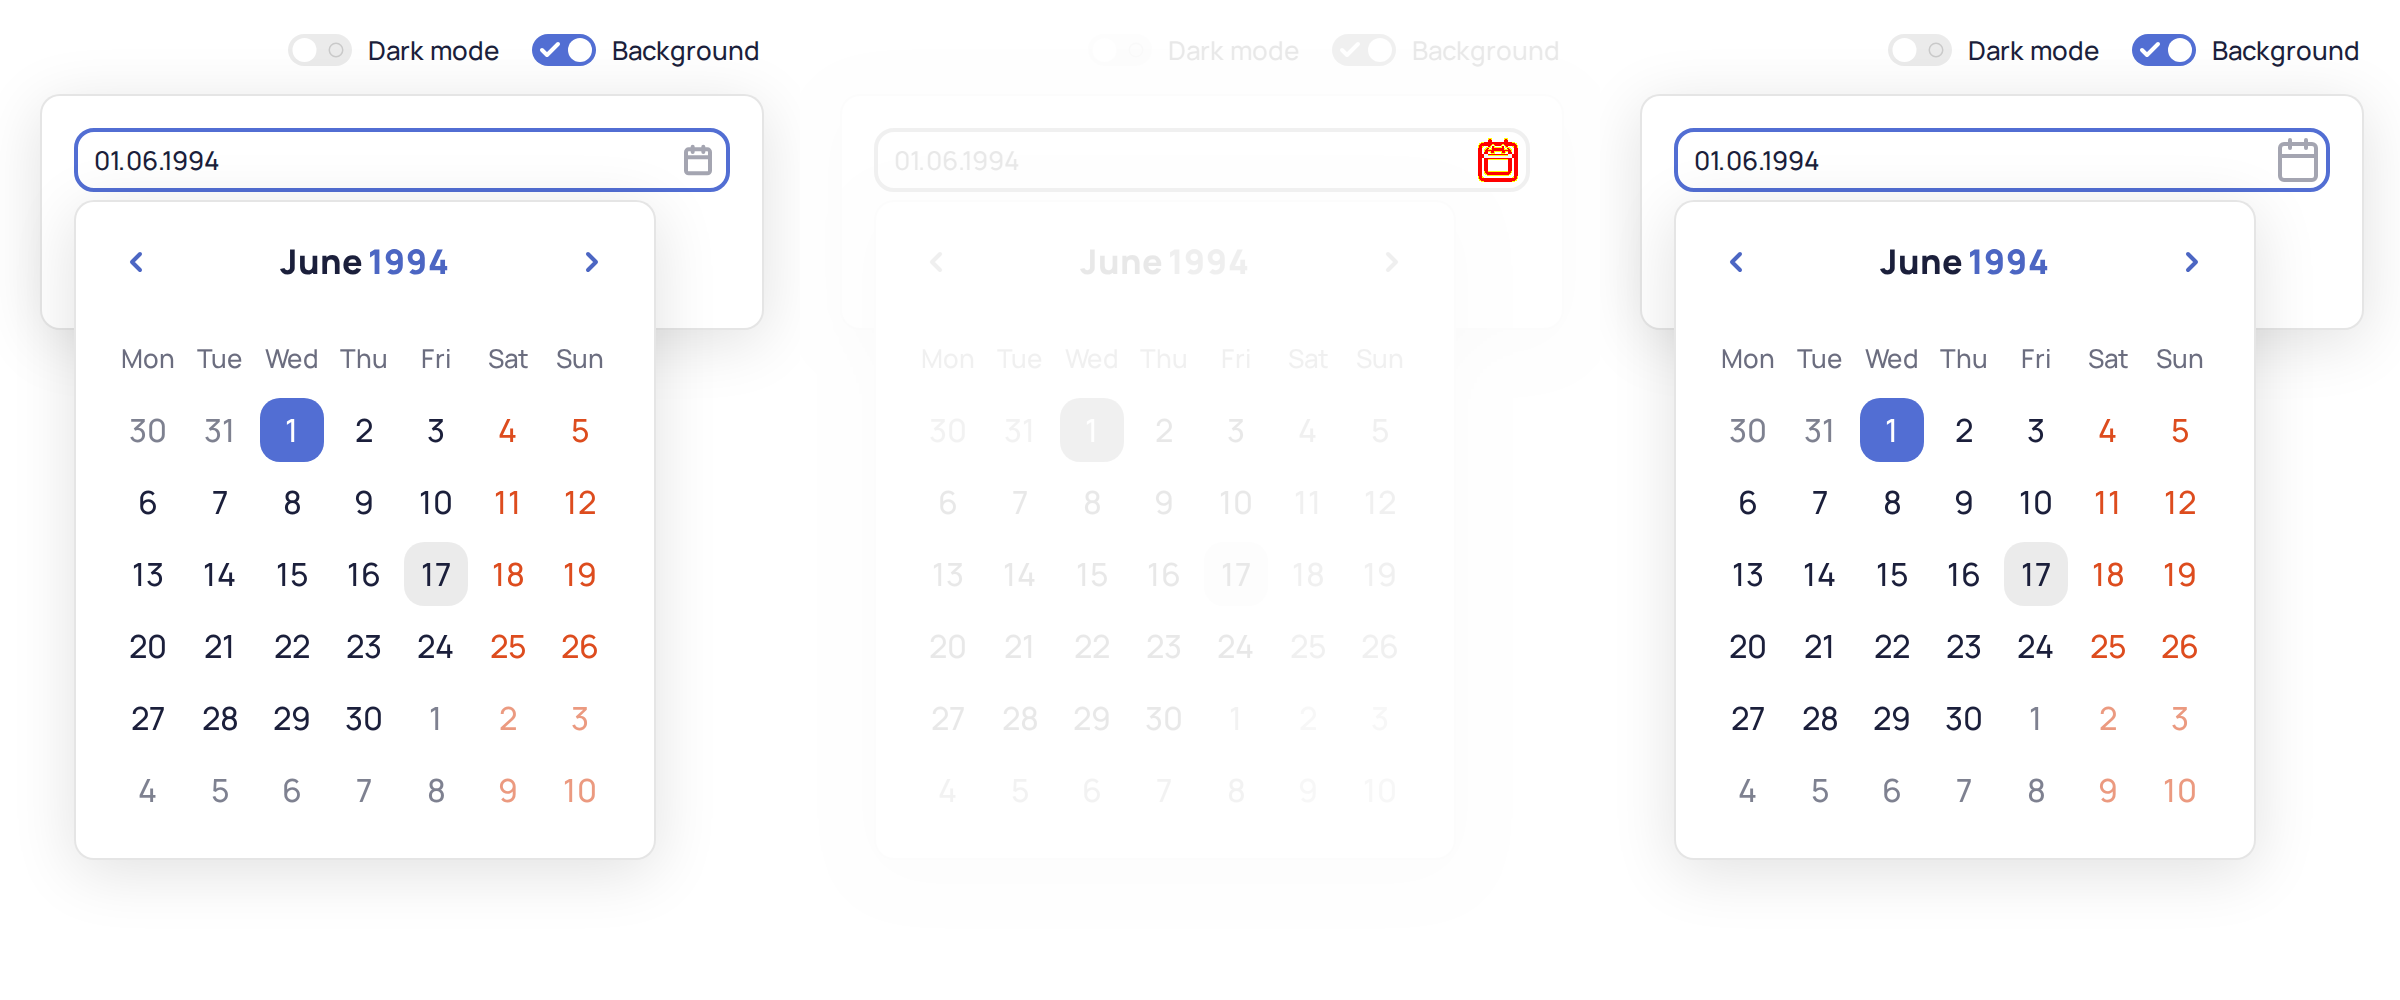 Dark mode Background
01.06.1994
June 1994
Mon Tue Wed Thu Fri Sat Sun
30 31 1 2 3 4 5
6 7 8 9 10 11 12
13 14 15 16 17 18 19
20 21 22 23 24 25 26
27 28 29 30 1 2 3
4 5 6 7 8 9 10
Dark mode Background
01.06.1994
June 1994
Mon Tue Wed Thu Fri Sat Sun
30 31 1 2 3 4 5
6 7 8 9 10 11 12
13 14 15 16 17 18 19
20 21 22 23 24 25 26
27 28 29 30 1 2 3
4 5 6 7 8 9 10
Dark mode Background
01.06.1994
June 1994
Mon Tue Wed Thu Fri Sat Sun
30 31 1 2 3 4 5
6 7 8 9 10 11 12
13 14 15 16 17 18 19
20 21 22 23 24 25 26
27 28 29 30 1 2 3
4 5 6 7 8 9 10